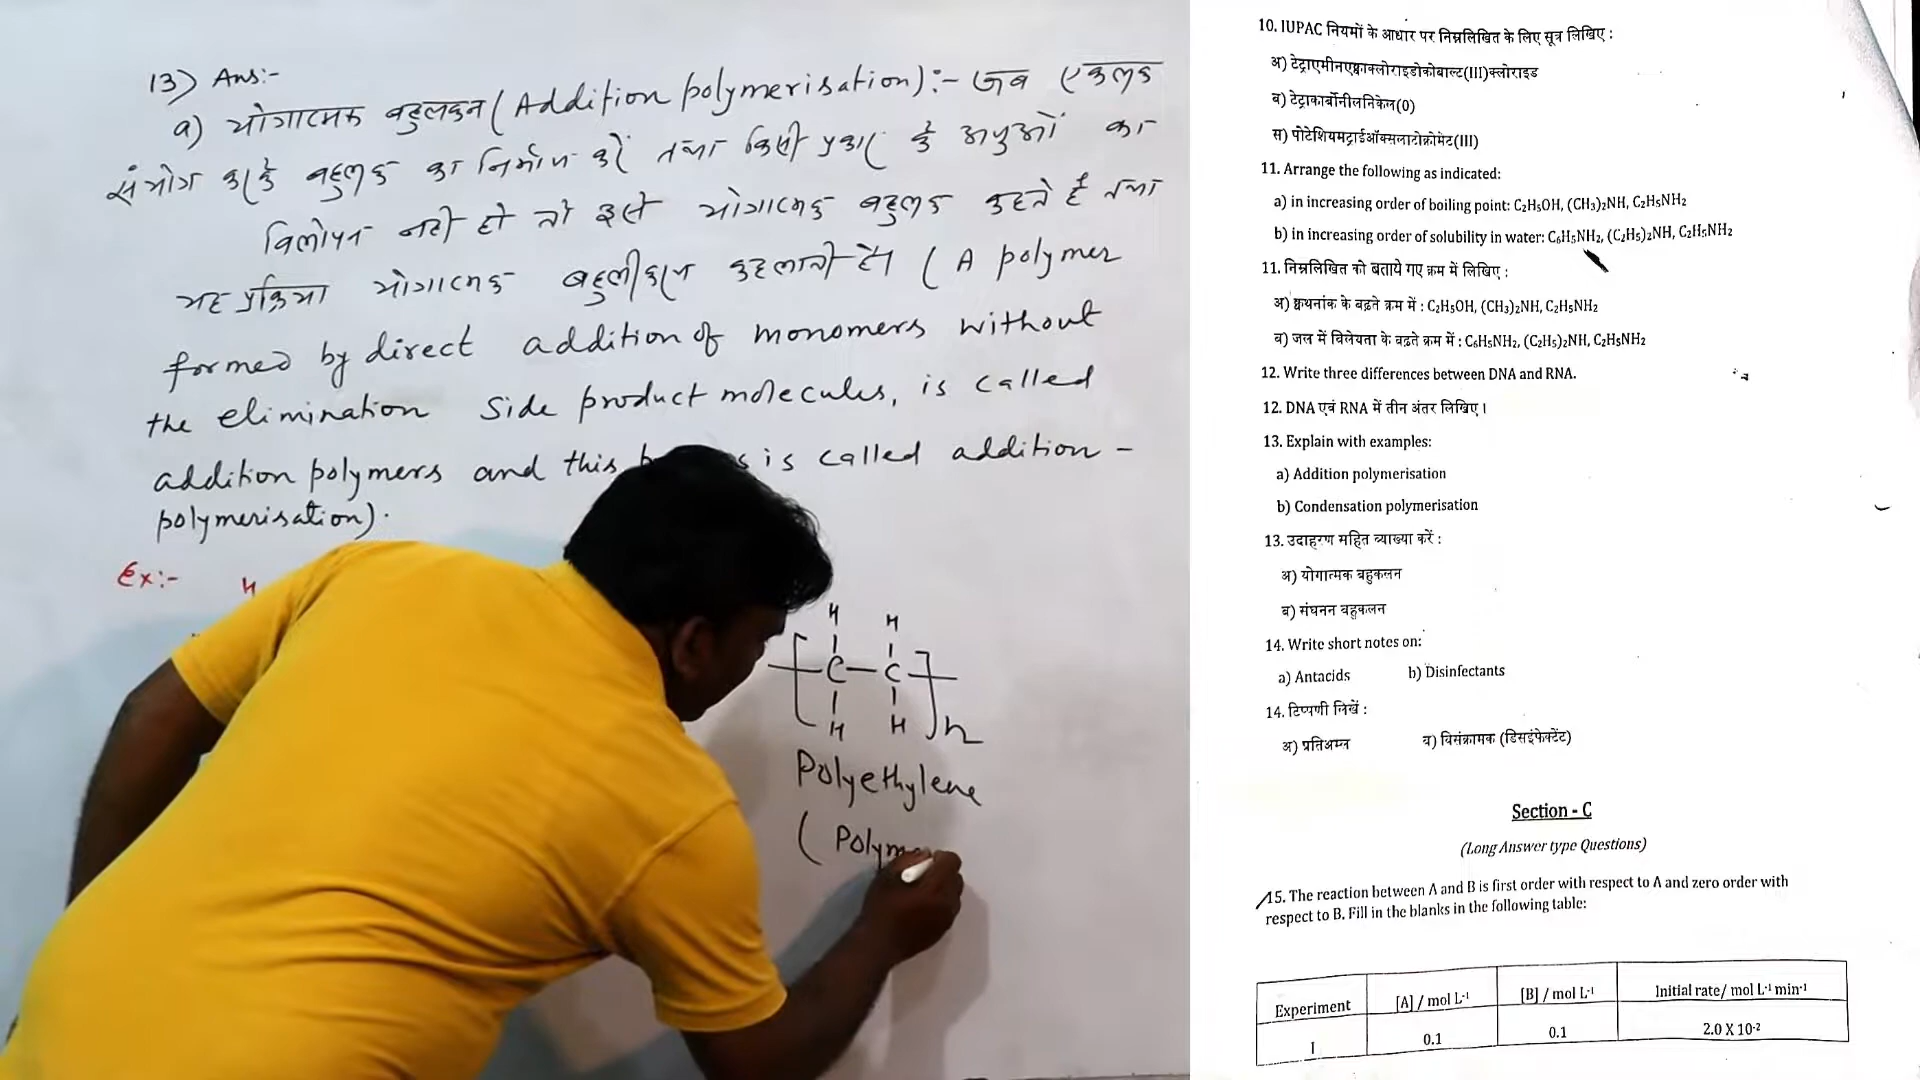 13) Ans:-
a) योगात्मक बहुलकन (Addition polymerisation):- जब एकलक
संयोग करके बहुलक का निर्माण करें तथा किसी प्रकार के अणुओं का
विलोपन नही हो तो इसे योगात्मक बहुलक कहते हैं तथा
यह प्रक्रिया योगात्मक बहुलीकरण कहलाती है। (A polymer
formed by direct addition of monomers without
the elimination side product molecules, is called
addition polymers and this is called addition -
polymerisation).
Ex:- H
H H
C C
H H n
Polyethylene
( Polyme
10. IUPAC नियमों के आधार पर निम्नलिखित के लिए सूत्र लिखिए :
अ) टेट्राएमीनएक्वाक्लोराइडोकोबाल्ट(III)क्लोराइड
ब) टेट्राकार्बोनीलनिकेल(0)
स) पोटेशियमट्राईऑक्सलाटोक्रोमेट(III)
11. Arrange the following as indicated:
a) in increasing order of boiling point: C₂H₅OH, (CH₃)₂NH, C₂H₅NH₂
b) in increasing order of solubility in water: C₆H₅NH₂, (C₂H₅)₂NH, C₂H₅NH₂
11. निम्नलिखित को बताये गए क्रम में लिखिए :
अ) क्वथनांक के बढ़ते क्रम में : C₂H₅OH, (CH₃)₂NH, C₂H₅NH₂
ब) जल में विलेयता के बढ़ते क्रम में : C₆H₅NH₂, (C₂H₅)₂NH, C₂H₅NH₂
12. Write three differences between DNA and RNA.
12. DNA एवं RNA में तीन अंतर लिखिए।
13. Explain with examples:
a) Addition polymerisation
b) Condensation polymerisation
13. उदाहरण सहित व्याख्या करें :
अ) योगात्मक बहुकलन
ब) संघनन बहुकलन
14. Write short notes on:
a) Antacids b) Disinfectants
14. टिप्पणी लिखें :
अ) प्रतिअम्ल ब) विसंक्रामक (डिसइंफेक्टेंट)
Section - C
(Long Answer type Questions)
15. The reaction between A and B is first order with respect to A and zero order with
respect to B. Fill in the blanks in the following table:
Experiment [A] / mol L⁻¹ [B] / mol L⁻¹ Initial rate/ mol L⁻¹ min⁻¹
I 0.1 0.1 2.0 X 10⁻²